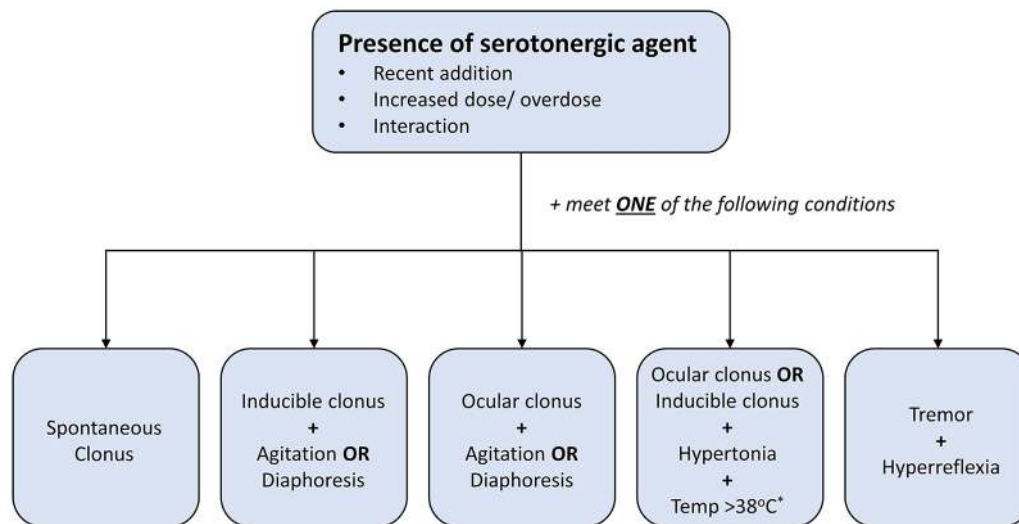 Presence of serotonergic agent
• Recent addition
• Increased dose/ overdose
• Interaction
+ meet ONE of the following conditions
Spontaneous
Clonus
Inducible clonus
+
Agitation OR
Diaphoresis
Ocular clonus
+
Agitation OR
Diaphoresis
Ocular clonus OR
Inducible clonus
+
Hypertonia
+
Temp >38ºC*
Tremor
+
Hyperreflexia